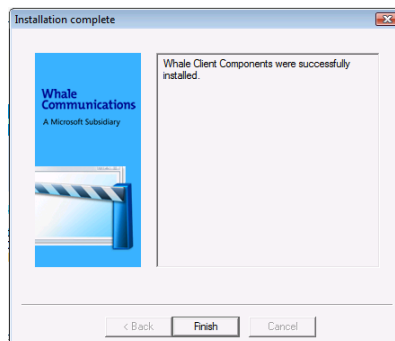 Installation complete
Whale Client Components were successfully
installed.
Whale
Communications
A Microsoft Subsidiary
< Back
Finish
Cancel